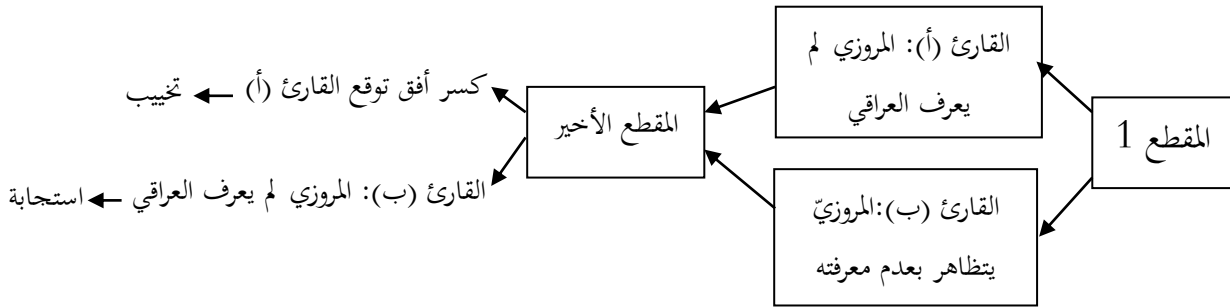 المقطع 1
القارئ (أ): المروزي لم
يعرف العراقي
القارئ (ب):المروزيّ
يتظاهر بعدم معرفته
المقطع الأخير
كسر أفق توقع القارئ (أ) ← تخييب
القارئ (ب): المروزي لم يعرف العراقي ← استجابة